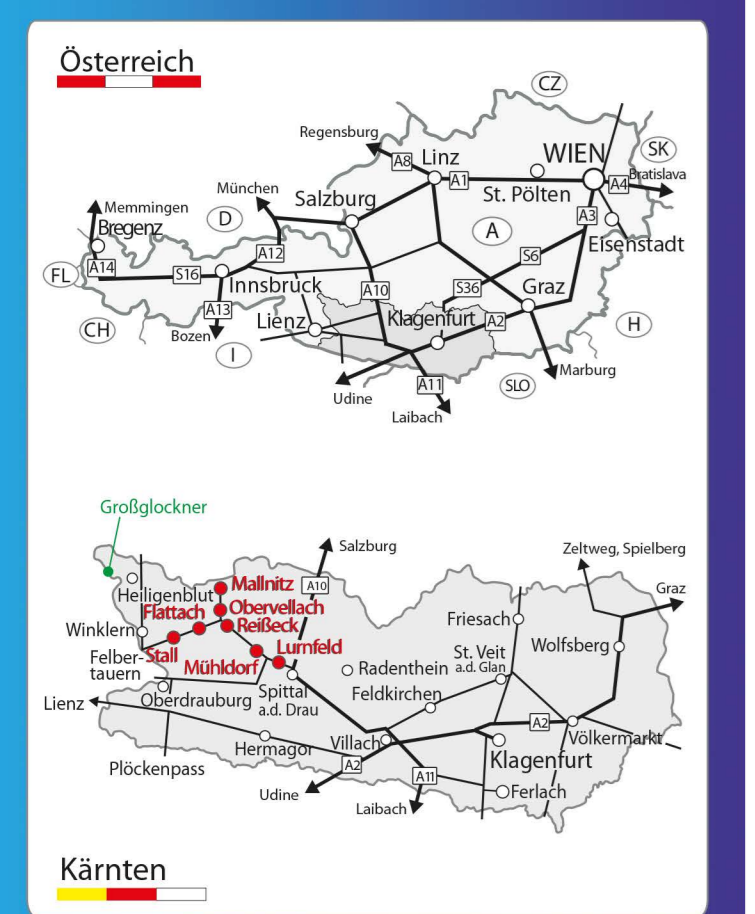 Österreich
CZ
Regensburg
WIEN
A8
Linz
SK
A1
A4
Bratislava
München
Salzburg
St. Pölten
Memmingen
D
A3
Bregenz
A
Eisenstadt
A12
S6
FL
A14
S16
Innsbruck
S36
Graz
A10
A13
Lienz
Klagenfurt
A2
CH
H
Bozen
I
Marburg
A11
SLO
Udine
Laibach
Großglockner
Salzburg
Zeltweg, Spielberg
Mallnitz
A10
Graz
Heiligenblut
Flattach
Obervellach
Friesach
Reißeck
Winklern
Lurnfeld
Wolfsberg
Felber-
tauern
Stall
Mühldorf
St. Veit
a.d. Glan
Radenthein
Spittal
a.d. Drau
Feldkirchen
Lienz
Oberdrauburg
A2
Völkermarkt
Hermagor
Villach
Klagenfurt
Plöckenpass
A2
A11
Udine
Ferlach
Laibach
Kärnten